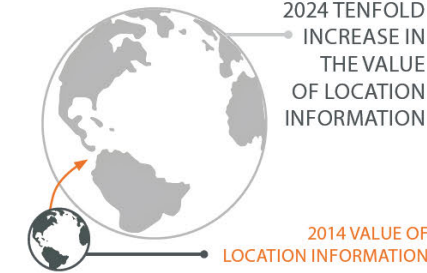 2024 TENFOLD
INCREASE IN
THE VALUE
OF LOCATION
INFORMATION
2014 VALUE OF
LOCATION INFORMATION